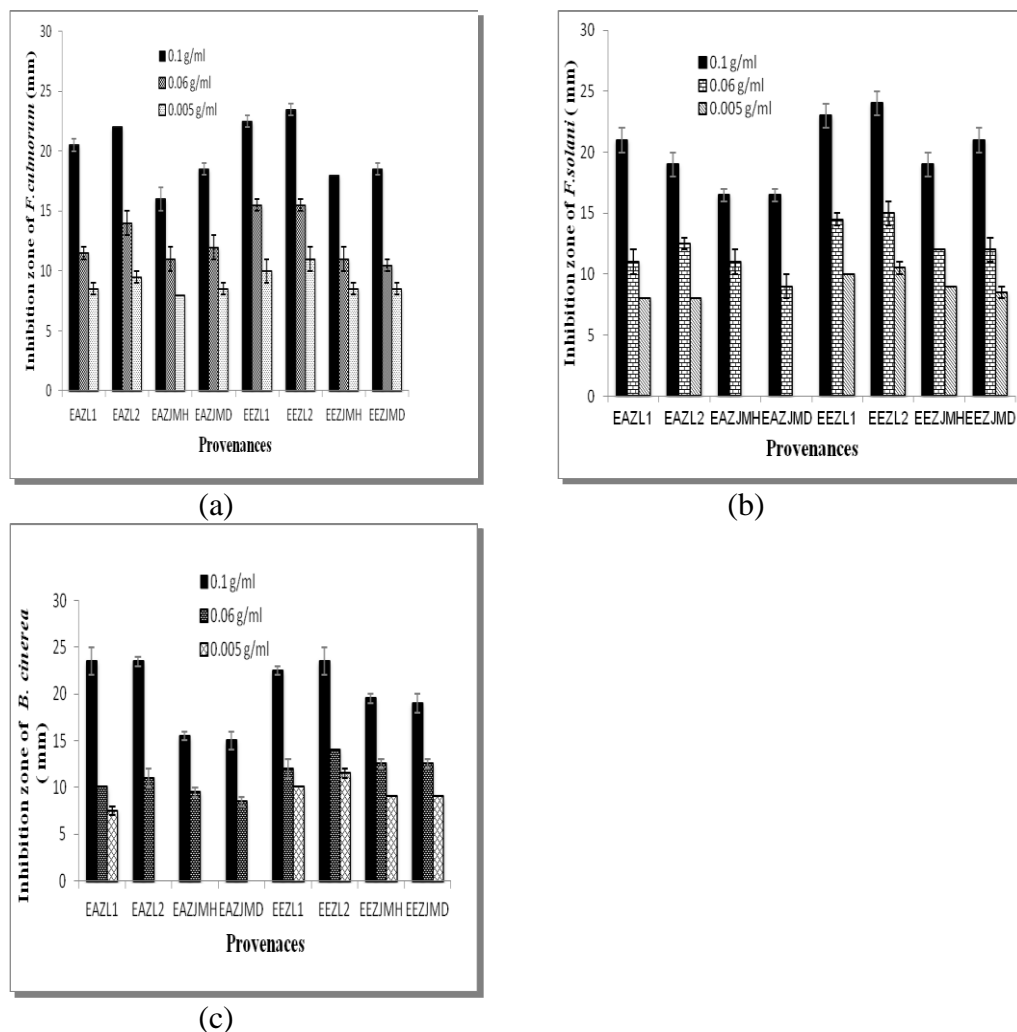 30
25
20
15
10
5
0
Inhibition zone of F.culmorum (mm)
0.1 g/ml
0.06 g/ml
0.005 g/ml
EAZL1 EAZL2 EAZJMH EAZJMD EEZL1 EEZL2 EEZJMH EEZJMD
Provenances
(a)
30
25
20
15
10
5
0
Inhibition zone of F.solani ( mm)
0.1 g/ml
0.06 g/ml
0.005 g/ml
EAZL1 EAZL2 EAZJMH EAZJMD EEZL1 EEZL2 EEZJMH EEZJMD
Provenances
(b)
30
25
20
15
10
5
0
Inhibition zone of B. cinerea
( mm)
0.1 g/ml
0.06 g/ml
0.005 g/ml
EAZL1 EAZL2 EAZJMH EAZJMD EEZL1 EEZL2 EEZJMH EEZJMD
Provenaces
(c)